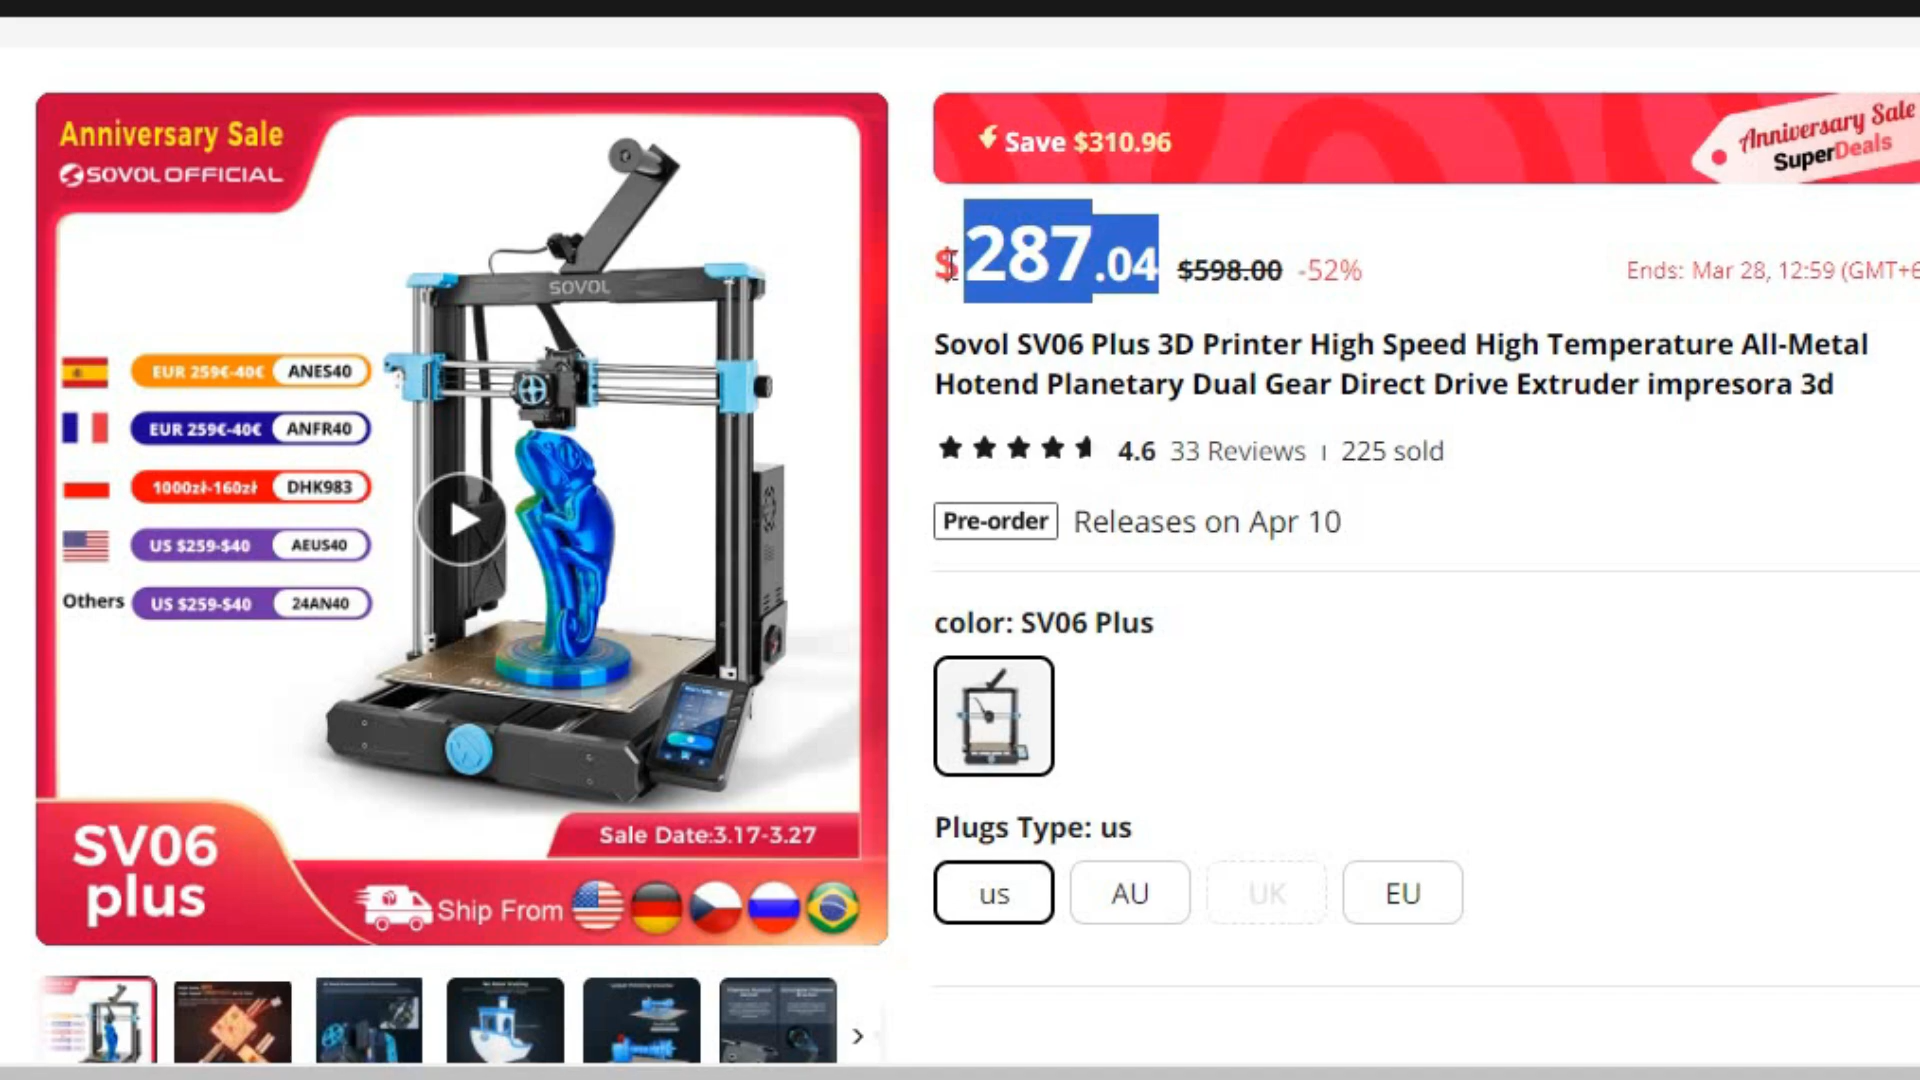 Anniversary Sale
SOVOL OFFICIAL
SOVOL
EUR 259€-40€ ANES40
EUR 259€-40€ ANFR40
1000zł-160zł DHK983
US $259-$40 AEUS40
Others US $259-$40 24AN40
Sale Date:3.17-3.27
SV06
plus
Ship From
Save $310.96
Anniversary Sale
SuperDeals
$287.04 $598.00 -52%
Ends: Mar 28, 12:59 (GMT+6
Sovol SV06 Plus 3D Printer High Speed High Temperature All-Metal
Hotend Planetary Dual Gear Direct Drive Extruder impresora 3d
4.6 33 Reviews 225 sold
Pre-order Releases on Apr 10
color: SV06 Plus
Plugs Type: us
us AU UK EU